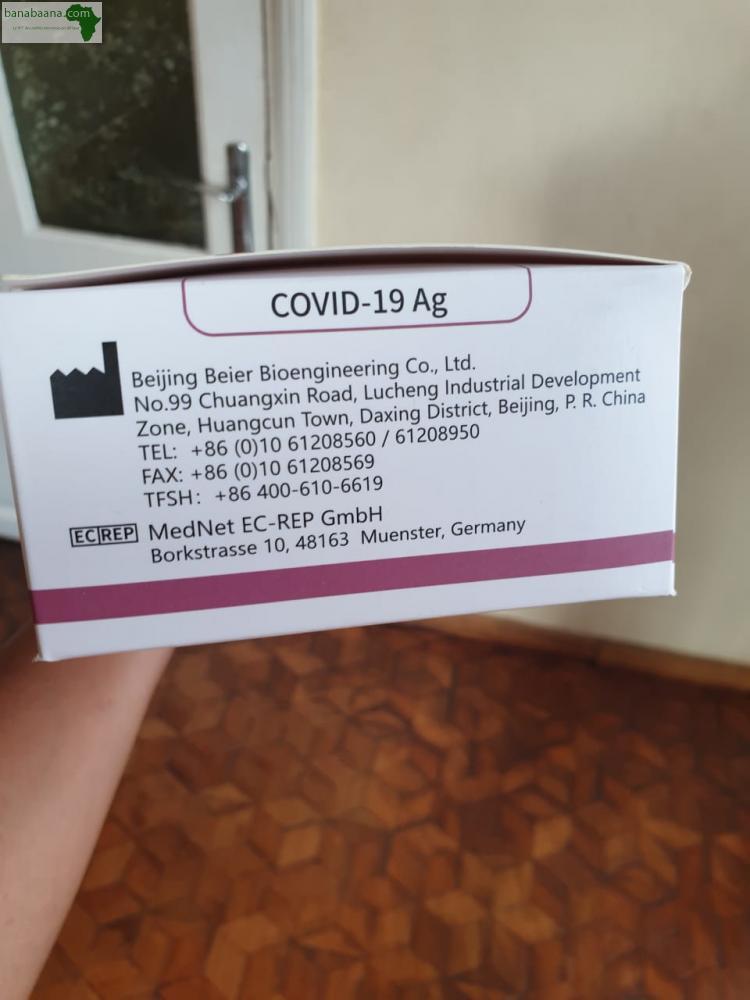 banabaana.com
COVID-19 Ag
Beijing Beier Bioengineering Co., Ltd.
No.99 Chuangxin Road, Lucheng Industrial Development
Zone, Huangcun Town, Daxing District, Beijing, P. R. China
TEL: +86 (0)10 61208560 / 61208950
FAX: +86 (0)10 61208569
TFSH: +86 400-610-6619
EC REP MedNet EC-REP GmbH
Borkstrasse 10, 48163 Muenster, Germany